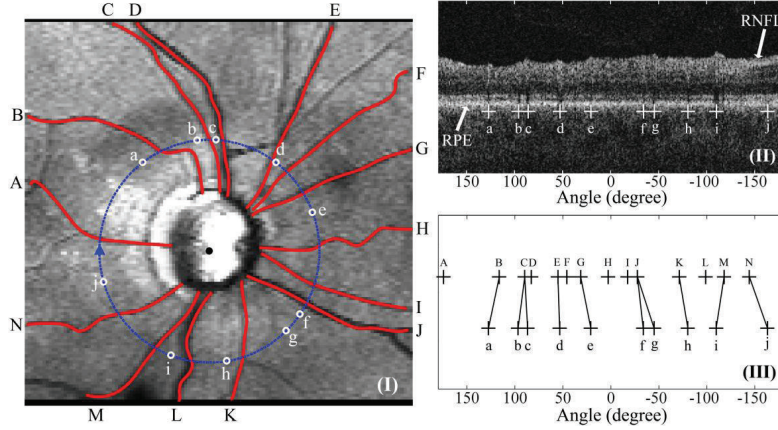 C D E
F
B
b c
a d
G
A
e
H
j
f
I
N
g J
i h
(I)
M L K
RNFL
RPE
a b c d e f g h i j
(II)
150 100 50 0 -50 -100 -150
Angle (degree)
A B C D E F G H I J K L M N
a b c d e f g h i j
(III)
150 100 50 0 -50 -100 -150
Angle (degree)